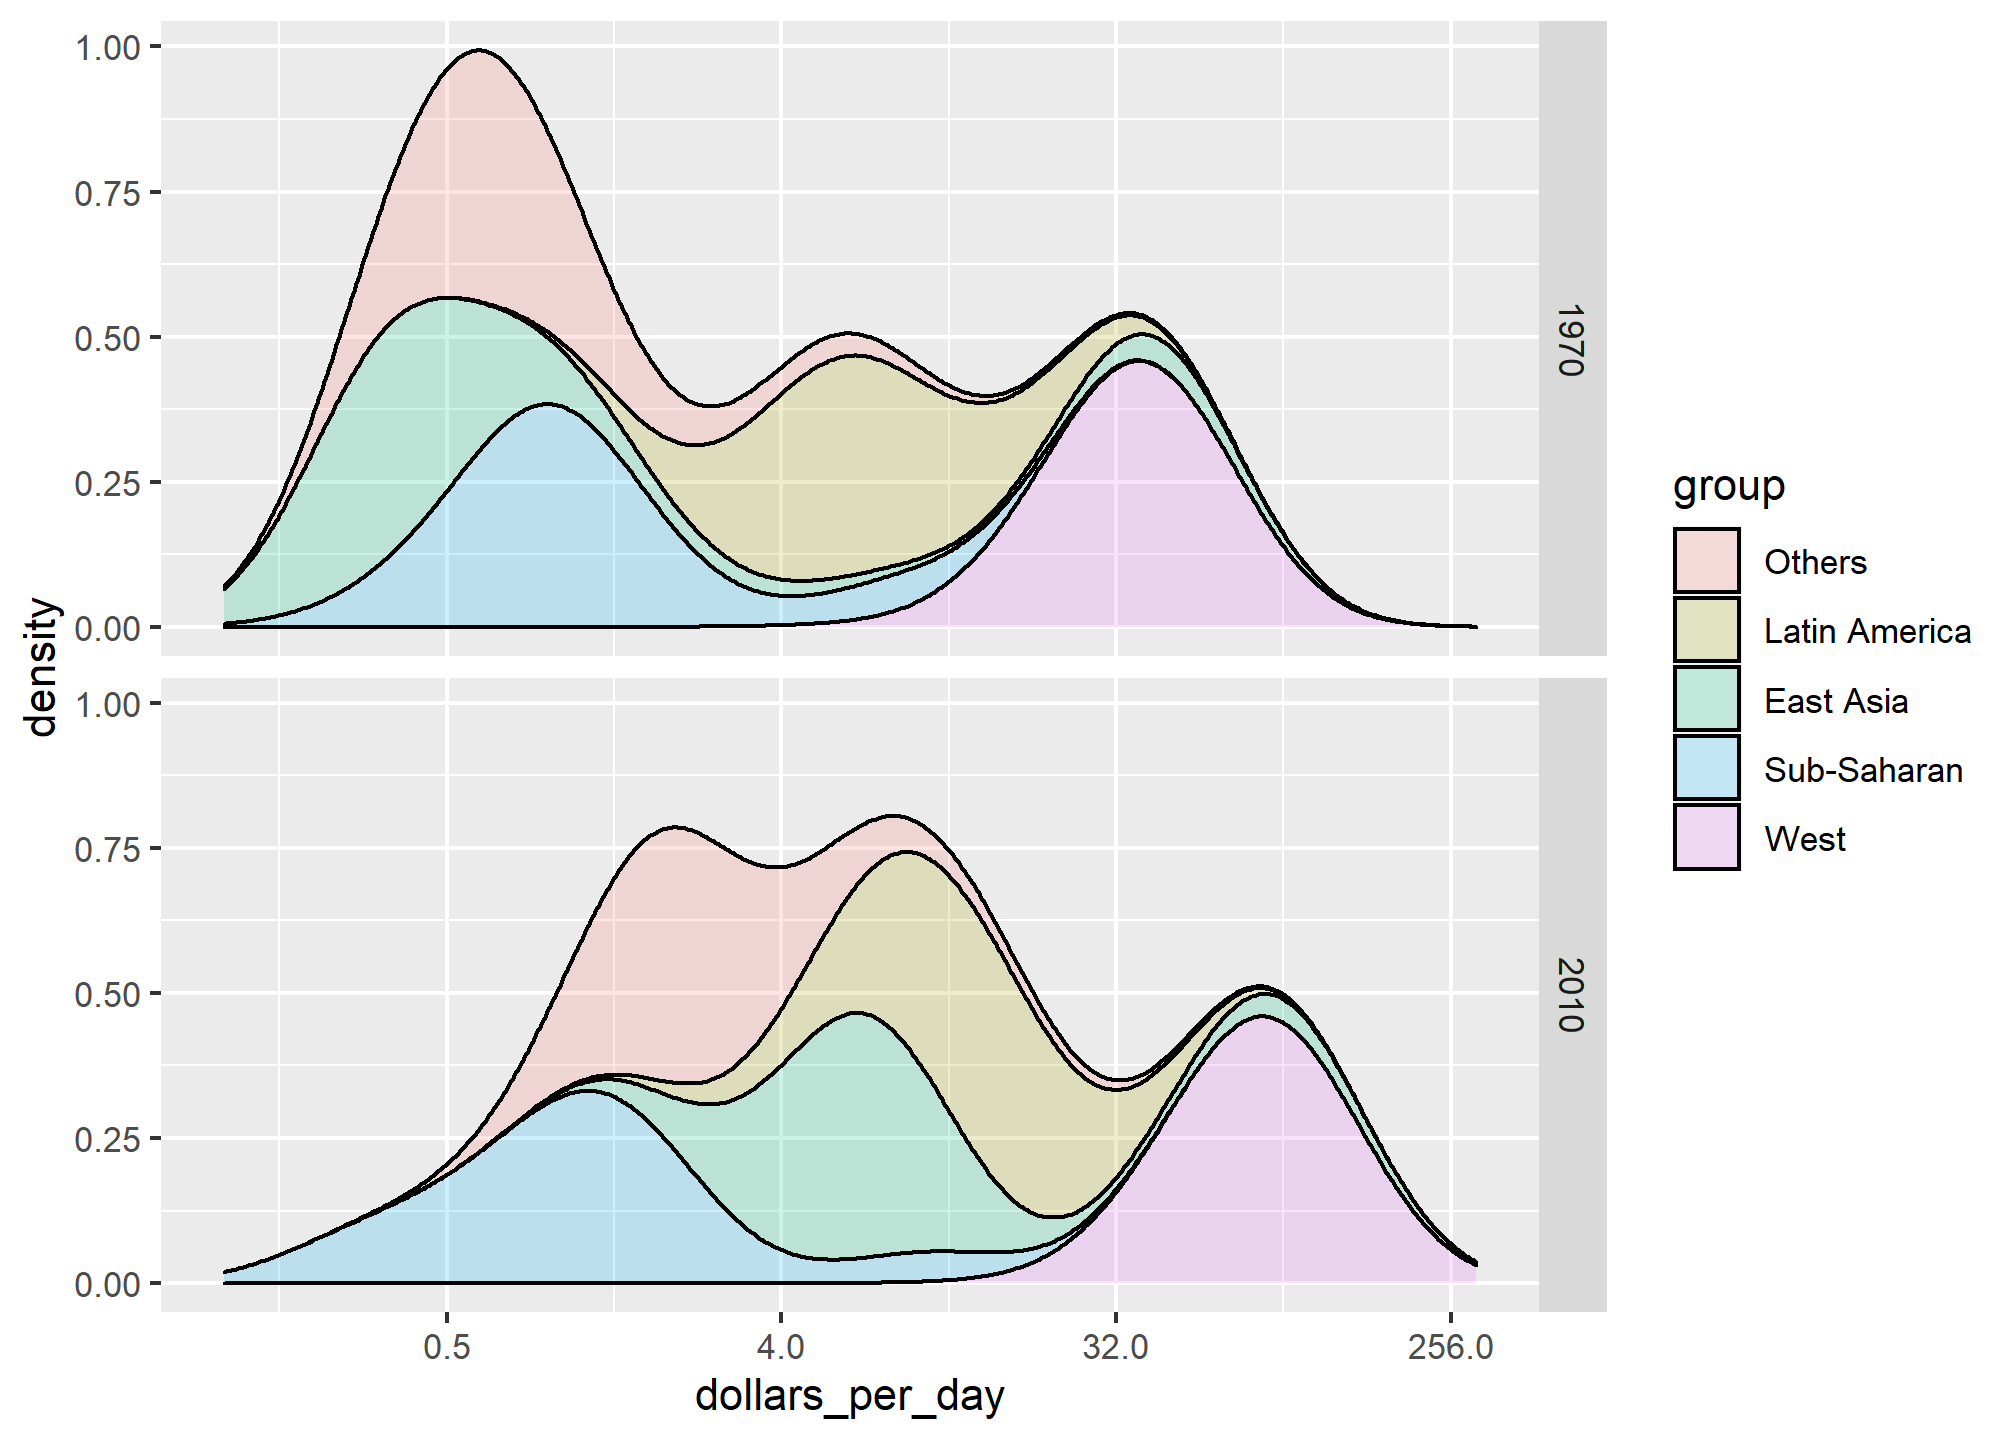 1.00
0.75
0.50
0.25
0.00
1970
density
1.00
0.75
0.50
0.25
0.00
2010
0.5 4.0 32.0 256.0
dollars_per_day
group
Others
Latin America
East Asia
Sub-Saharan
West